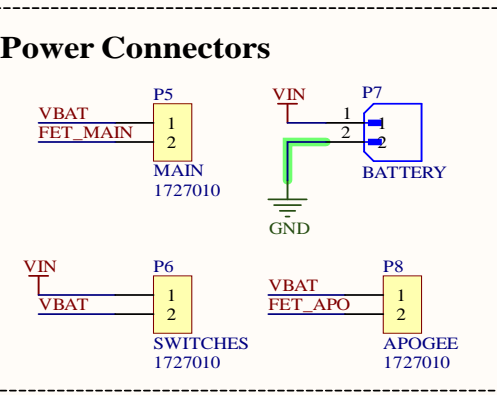 Power Connectors
P5
VBAT 1
FET_MAIN 2
MAIN
1727010
VIN P7
1 1
2 2
BATTERY
GND
VIN P6
1
VBAT 2
SWITCHES
1727010
P8
VBAT 1
FET_APO 2
APOGEE
1727010